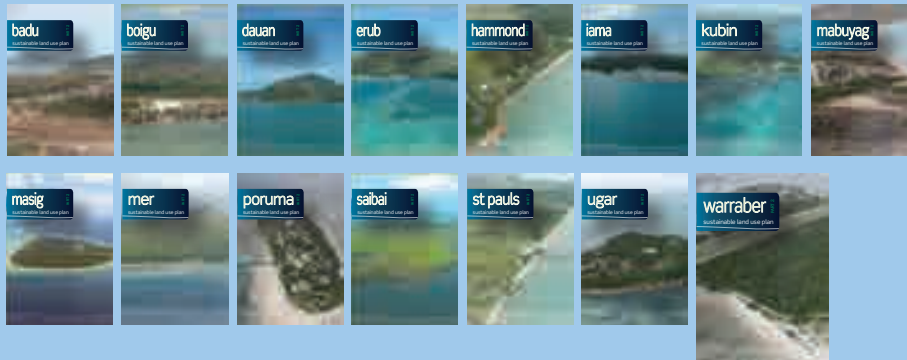 badu
sustainable land use plan
boigu
sustainable land use plan
dauan
sustainable land use plan
erub
sustainable land use plan
hammond
sustainable land use plan
iama
sustainable land use plan
kubin
sustainable land use plan
mabuyag
sustainable land use plan
masig
sustainable land use plan
mer
sustainable land use plan
poruma
sustainable land use plan
saibai
sustainable land use plan
st pauls
sustainable land use plan
ugar
sustainable land use plan
warraber
sustainable land use plan